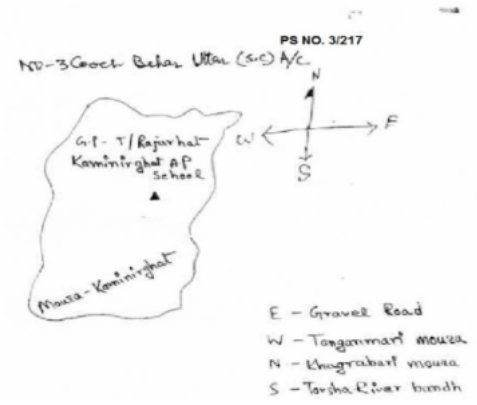 PS NO. 3/217
NO-3 Cooch Behar Uttar (S.C) A/C
N
W
E
S
G.P - T/Rajarhat
Kaminirghat AP
School
Mouza - Kaminirghat
E - Gravel Road
W - Tanganmari mouza
N - Khagrabari mouza
S - Torsha River bandh